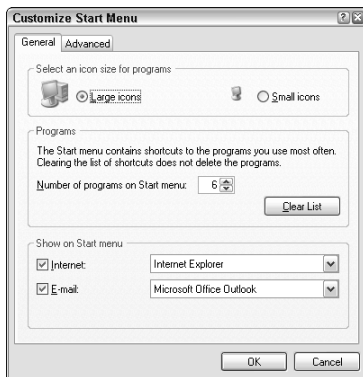 Customize Start Menu
General Advanced
Select an icon size for programs
Large icons Small icons
Programs
The Start menu contains shortcuts to the programs you use most often.
Clearing the list of shortcuts does not delete the programs.
Number of programs on Start menu: 6
Clear List
Show on Start menu
Internet: Internet Explorer
E-mail: Microsoft Office Outlook
OK Cancel